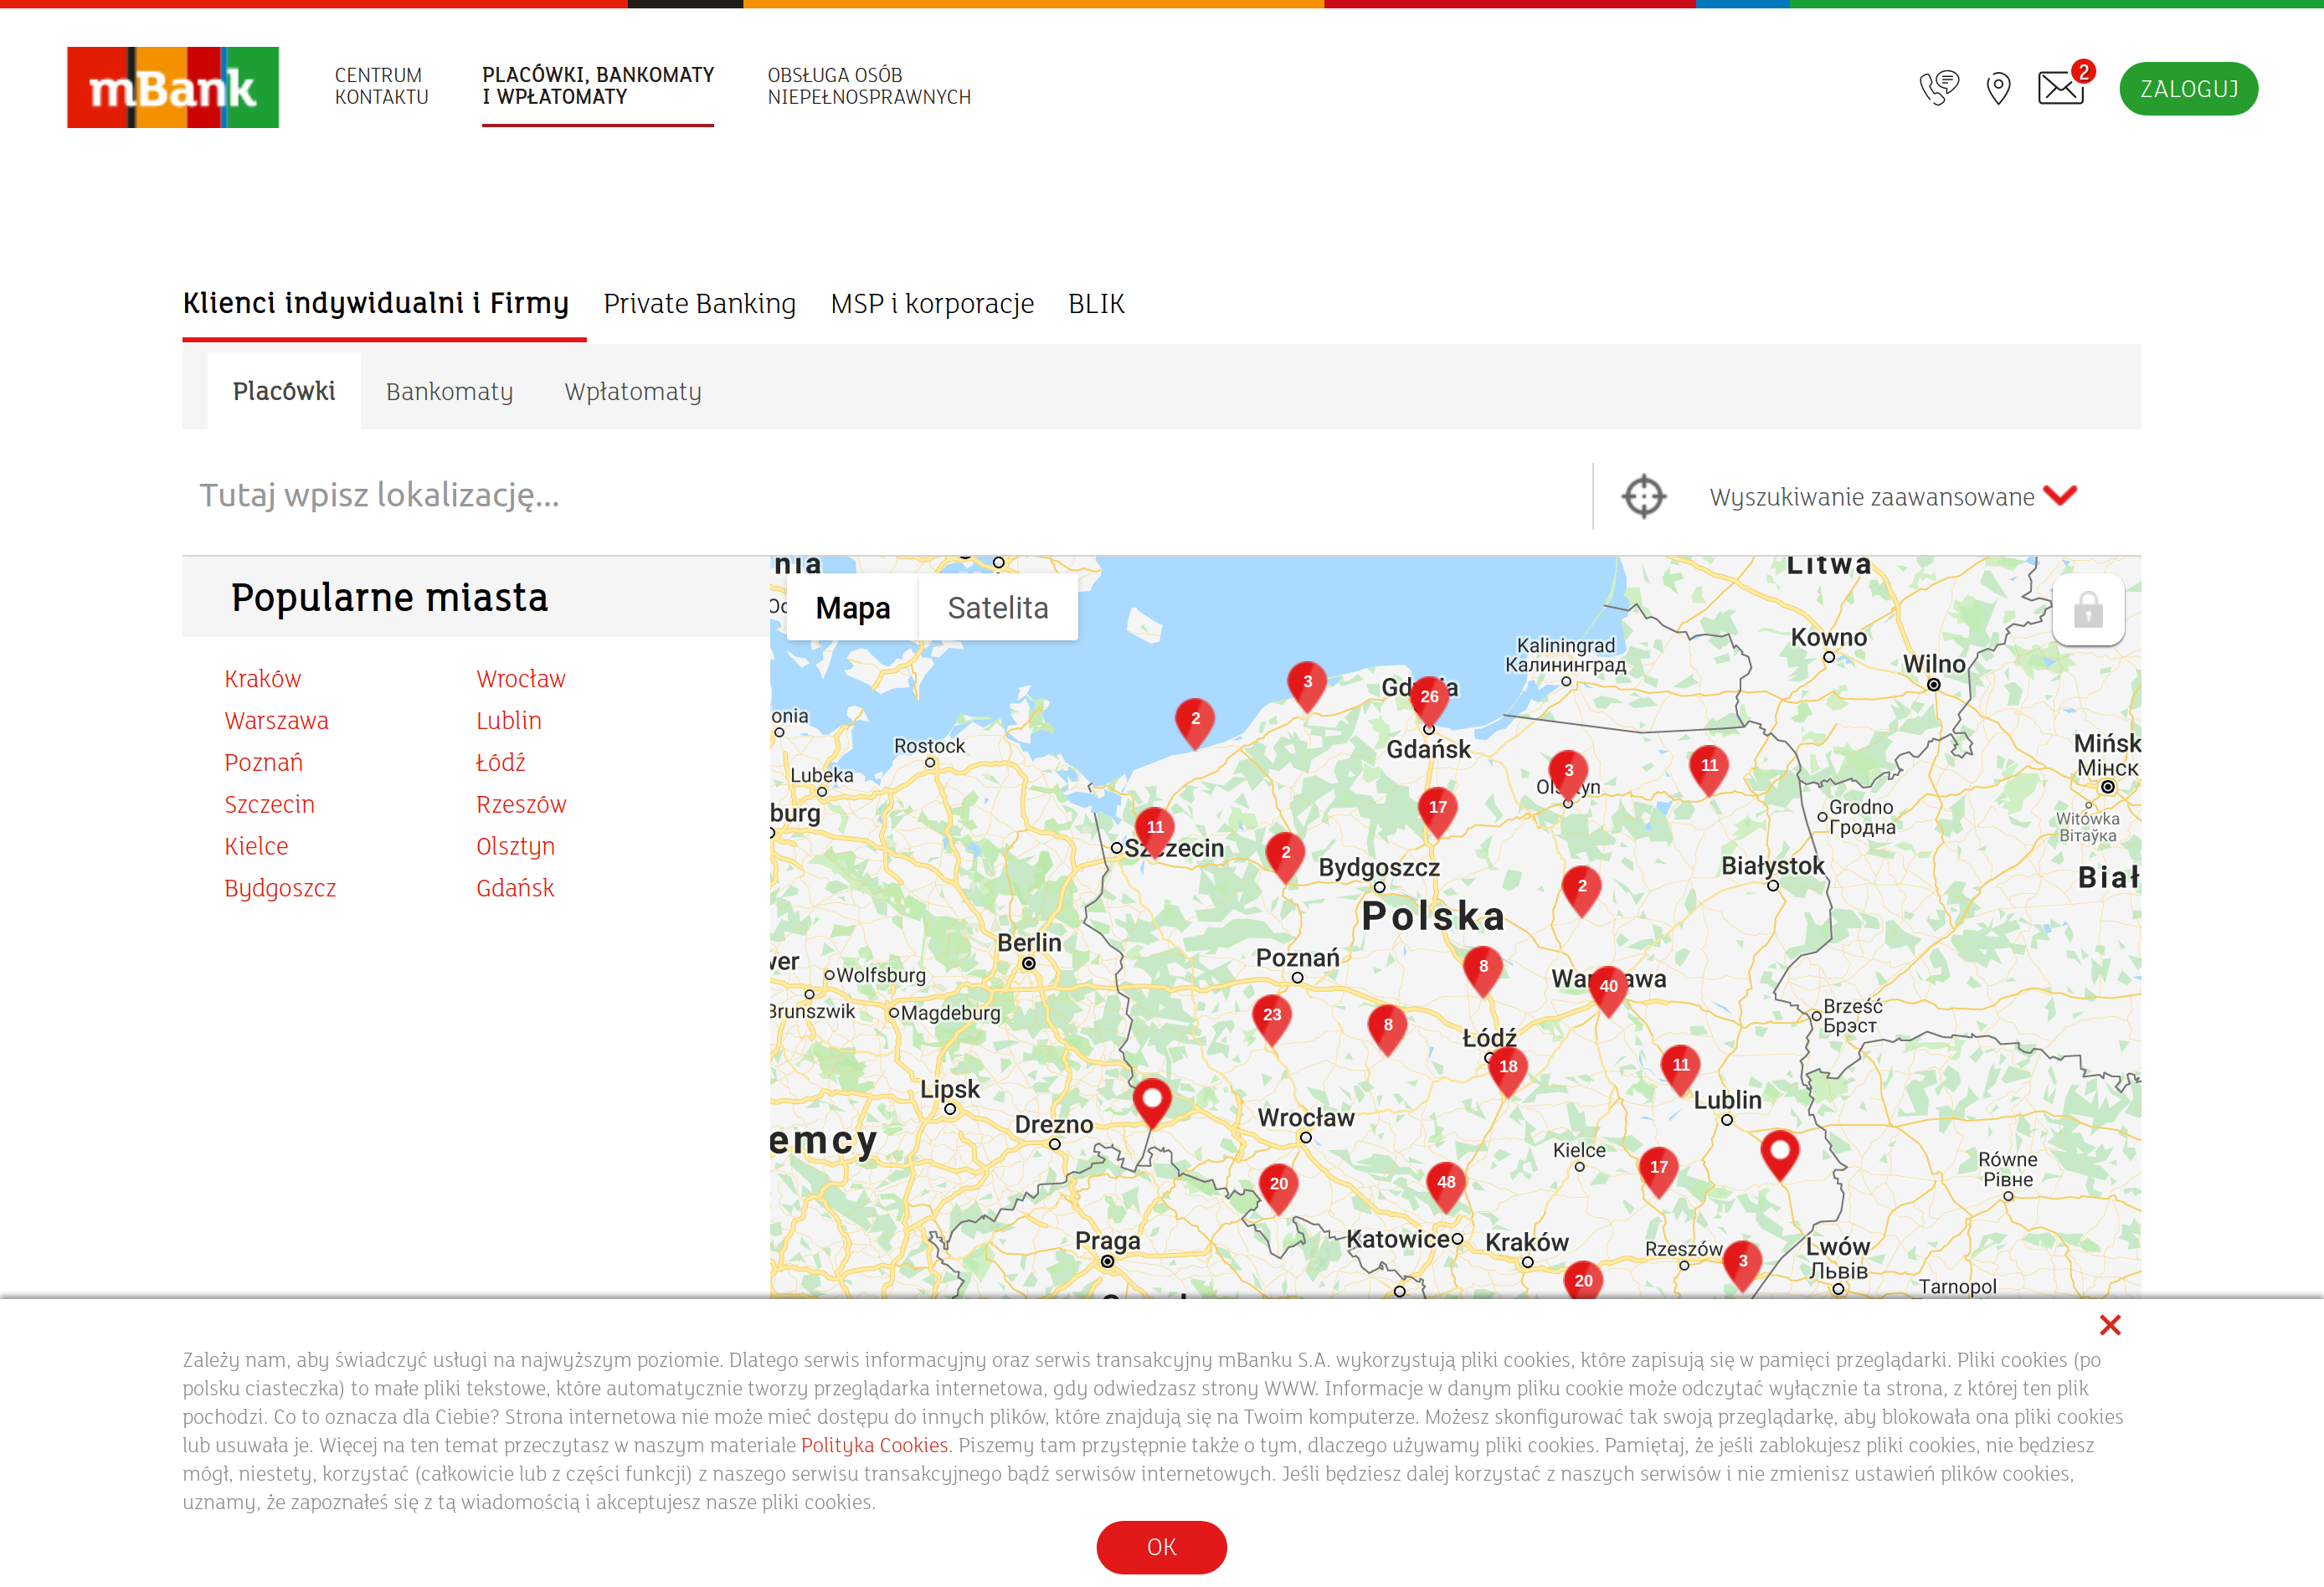 mBank
CENTRUM
KONTAKTU
PLACÓWKI, BANKOMATY
I WPŁATOMATY
OBSŁUGA OSÓB
NIEPEŁNOSPRAWNYCH
2
ZALOGUJ
Klienci indywidualni i Firmy
Private Banking
MSP i korporacje
BLIK
Placówki
Bankomaty
Wpłatomaty
Tutaj wpisz lokalizację...
Wyszukiwanie zaawansowane
Popularne miasta
Kraków
Wrocław
Warszawa
Lublin
Poznań
Łódź
Szczecin
Rzeszów
Kielce
Olsztyn
Bydgoszcz
Gdańsk
nia
Mapa
Satelita
Litwa
Kaliningrad
Калининград
Kowno
Wilno
3
26
2
onia
Rostock
Gdańsk
Mińsk
Мінск
Lubeka
3
11
burg
17
Grodno
Гродна
Witówka
Вітаўка
11
Szczecin
2
Bydgoszcz
Białystok
Biał
2
Polska
Berlin
Poznań
wer
Wolfsburg
8
40
Brunszwik
Magdeburg
23
8
Brześć
Брэст
Łódź
18
11
Lipsk
Lublin
Drezno
Wrocław
emcy
Kielce
17
Równe
Рівне
20
48
Praga
Katowice
Kraków
Rzeszów
3
Lwów
Львів
20
Tarnopol
Zależy nam, aby świadczyć usługi na najwyższym poziomie. Dlatego serwis informacyjny oraz serwis transakcyjny mBanku S.A. wykorzystują pliki cookies, które zapisują się w pamięci przeglądarki. Pliki cookies (po
polsku ciasteczka) to małe pliki tekstowe, które automatycznie tworzy przeglądarka internetowa, gdy odwiedzasz strony WWW. Informacje w danym pliku cookie może odczytać wyłącznie ta strona, z której ten plik
pochodzi. Co to oznacza dla Ciebie? Strona internetowa nie może mieć dostępu do innych plików, które znajdują się na Twoim komputerze. Możesz skonfigurować tak swoją przeglądarkę, aby blokowała ona pliki cookies
lub usuwała je. Więcej na ten temat przeczytasz w naszym materiale Polityka Cookies. Piszemy tam przystępnie także o tym, dlaczego używamy pliki cookies. Pamiętaj, że jeśli zablokujesz pliki cookies, nie będziesz
mógł, niestety, korzystać (całkowicie lub z części funkcji) z naszego serwisu transakcyjnego bądź serwisów internetowych. Jeśli będziesz dalej korzystać z naszych serwisów i nie zmienisz ustawień plików cookies,
uznamy, że zapoznałeś się z tą wiadomością i akceptujesz nasze pliki cookies.
OK